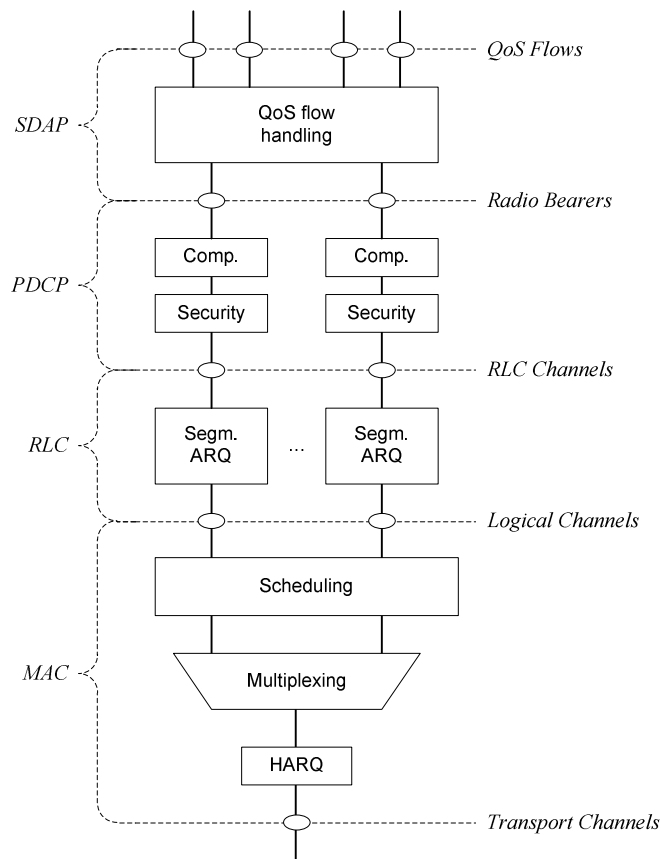 QoS Flows
QoS flow
handling
SDAP
Radio Bearers
Comp.
Comp.
PDCP
Security
Security
RLC Channels
Segm.
ARQ
...
Segm.
ARQ
RLC
Logical Channels
Scheduling
MAC
Multiplexing
HARQ
Transport Channels